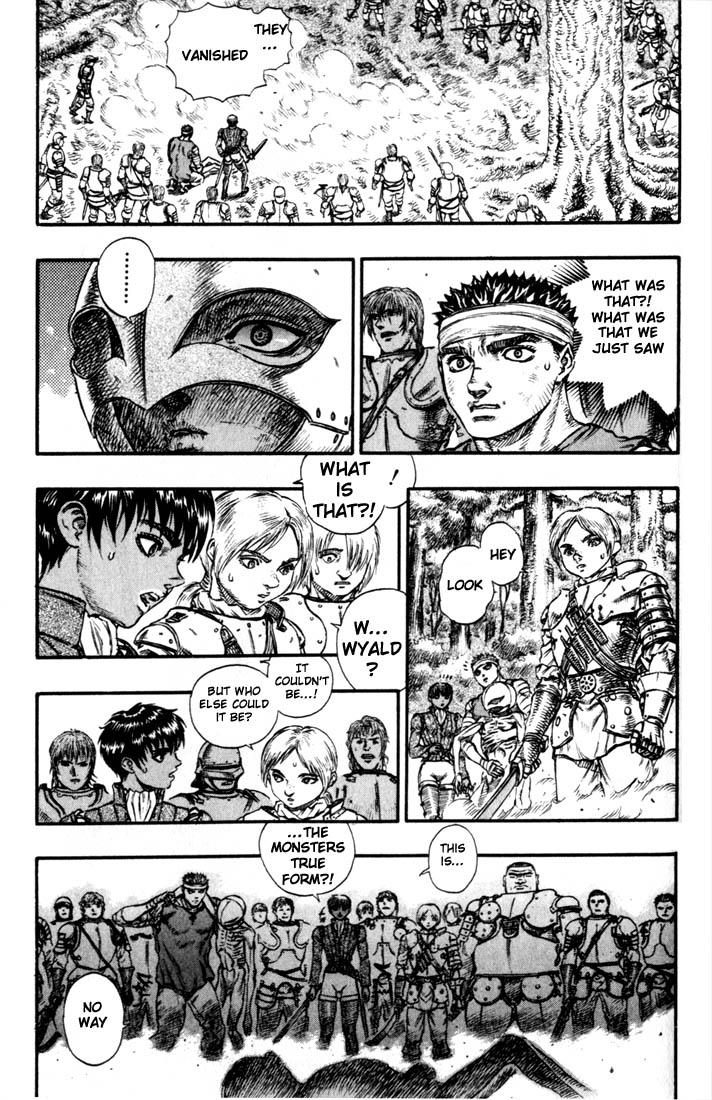 THEY
...
VANISHED
WHAT WAS
THAT?!
WHAT WAS
THAT WE
JUST SAW
........
!
WHAT
IS
THAT?!
HEY
LOOK
W...
WYALD
?
IT
COULDN'T
BE...!
BUT WHO
ELSE COULD
IT BE?
THIS
IS...
...THE
MONSTERS
TRUE
FORM?!
NO
WAY